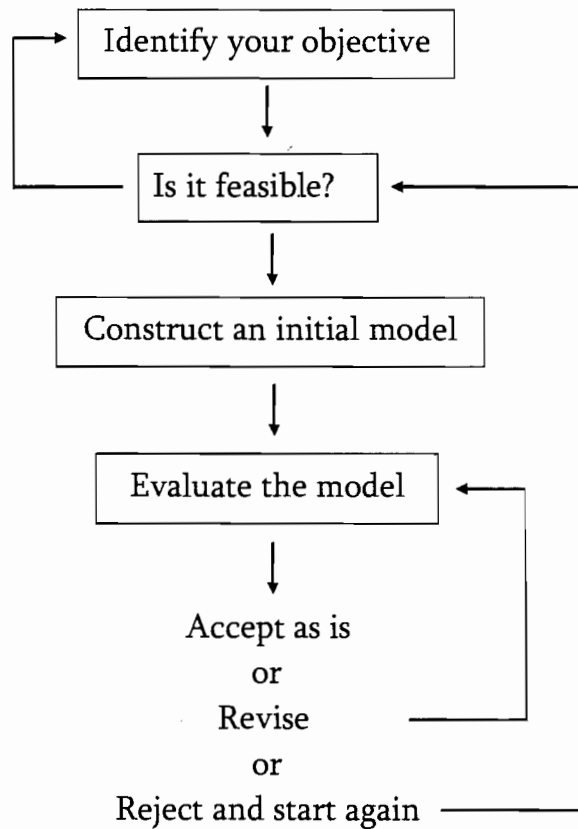 Identify your objective
Is it feasible?
Construct an initial model
Evaluate the model
Accept as is
or
Revise
or
Reject and start again